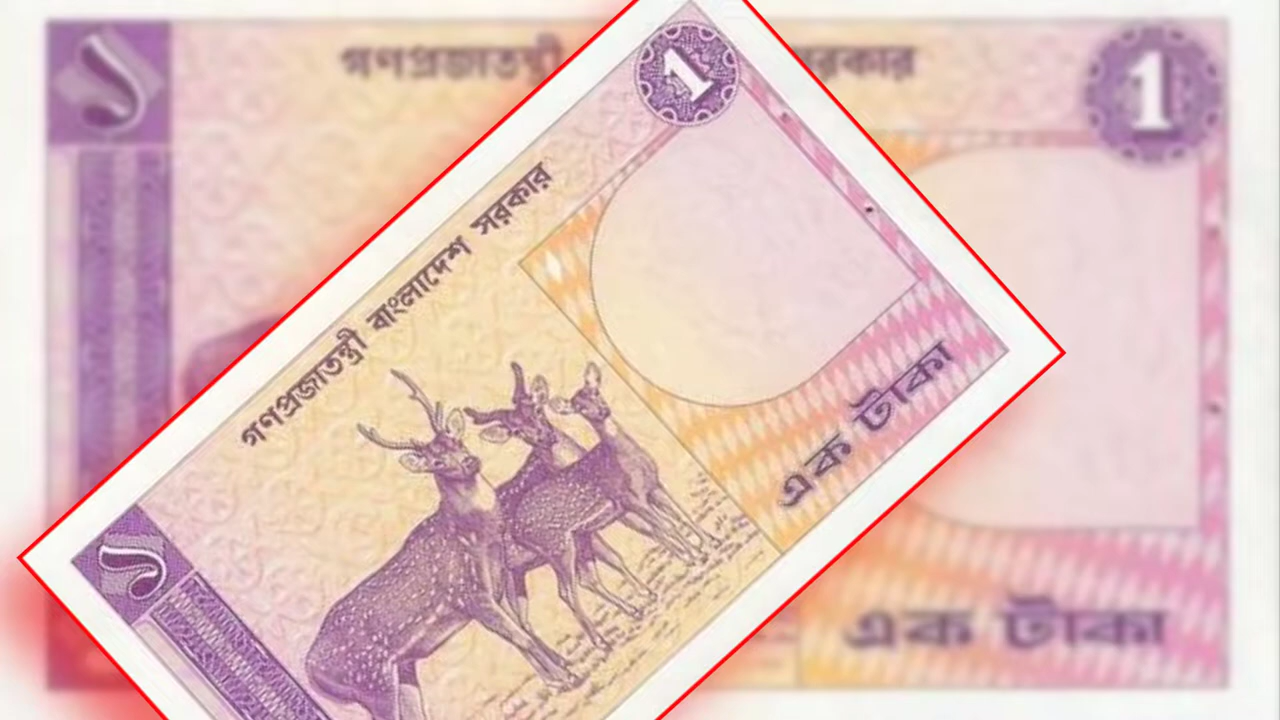 গণপ্রজাতন্ত্রী বাংলাদেশ সরকার
1
১
এক টাকা
গণপ্রজাতন্ত্রী
সরকার
1
১
এক টাকা